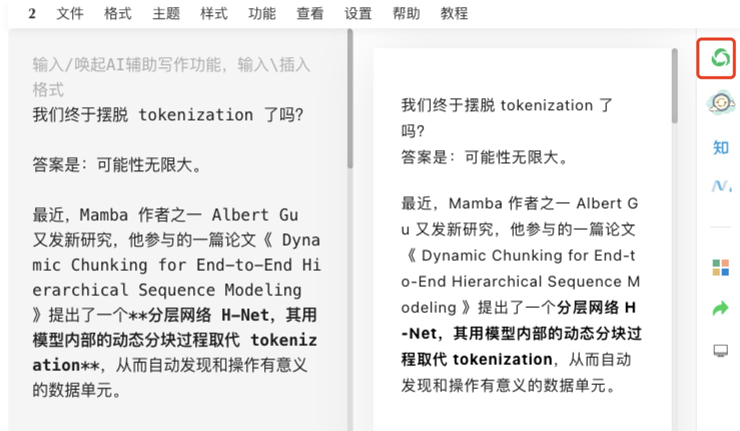 2 文件 格式 主题 样式 功能 查看 设置 帮助 教程
输入/唤起AI辅助写作功能，输入\插入
格式
我们终于摆脱 tokenization 了吗？
答案是：可能性无限大。
最近，Mamba 作者之一 Albert Gu
又发新研究，他参与的一篇论文《 Dyna
mic Chunking for End-to-End Hi
erarchical Sequence Modeling
》提出了一个**分层网络 H-Net，其用
模型内部的动态分块过程取代 tokeniz
ation**，从而自动发现和操作有意义
的数据单元。
我们终于摆脱 tokenization 了
吗？
答案是：可能性无限大。
最近，Mamba 作者之一 Albert G
u 又发新研究，他参与的一篇论文
《 Dynamic Chunking for End-t
o-End Hierarchical Sequence M
odeling 》提出了一个分层网络 H
-Net，其用模型内部的动态分块过
程取代 tokenization，从而自动
发现和操作有意义的数据单元。
知